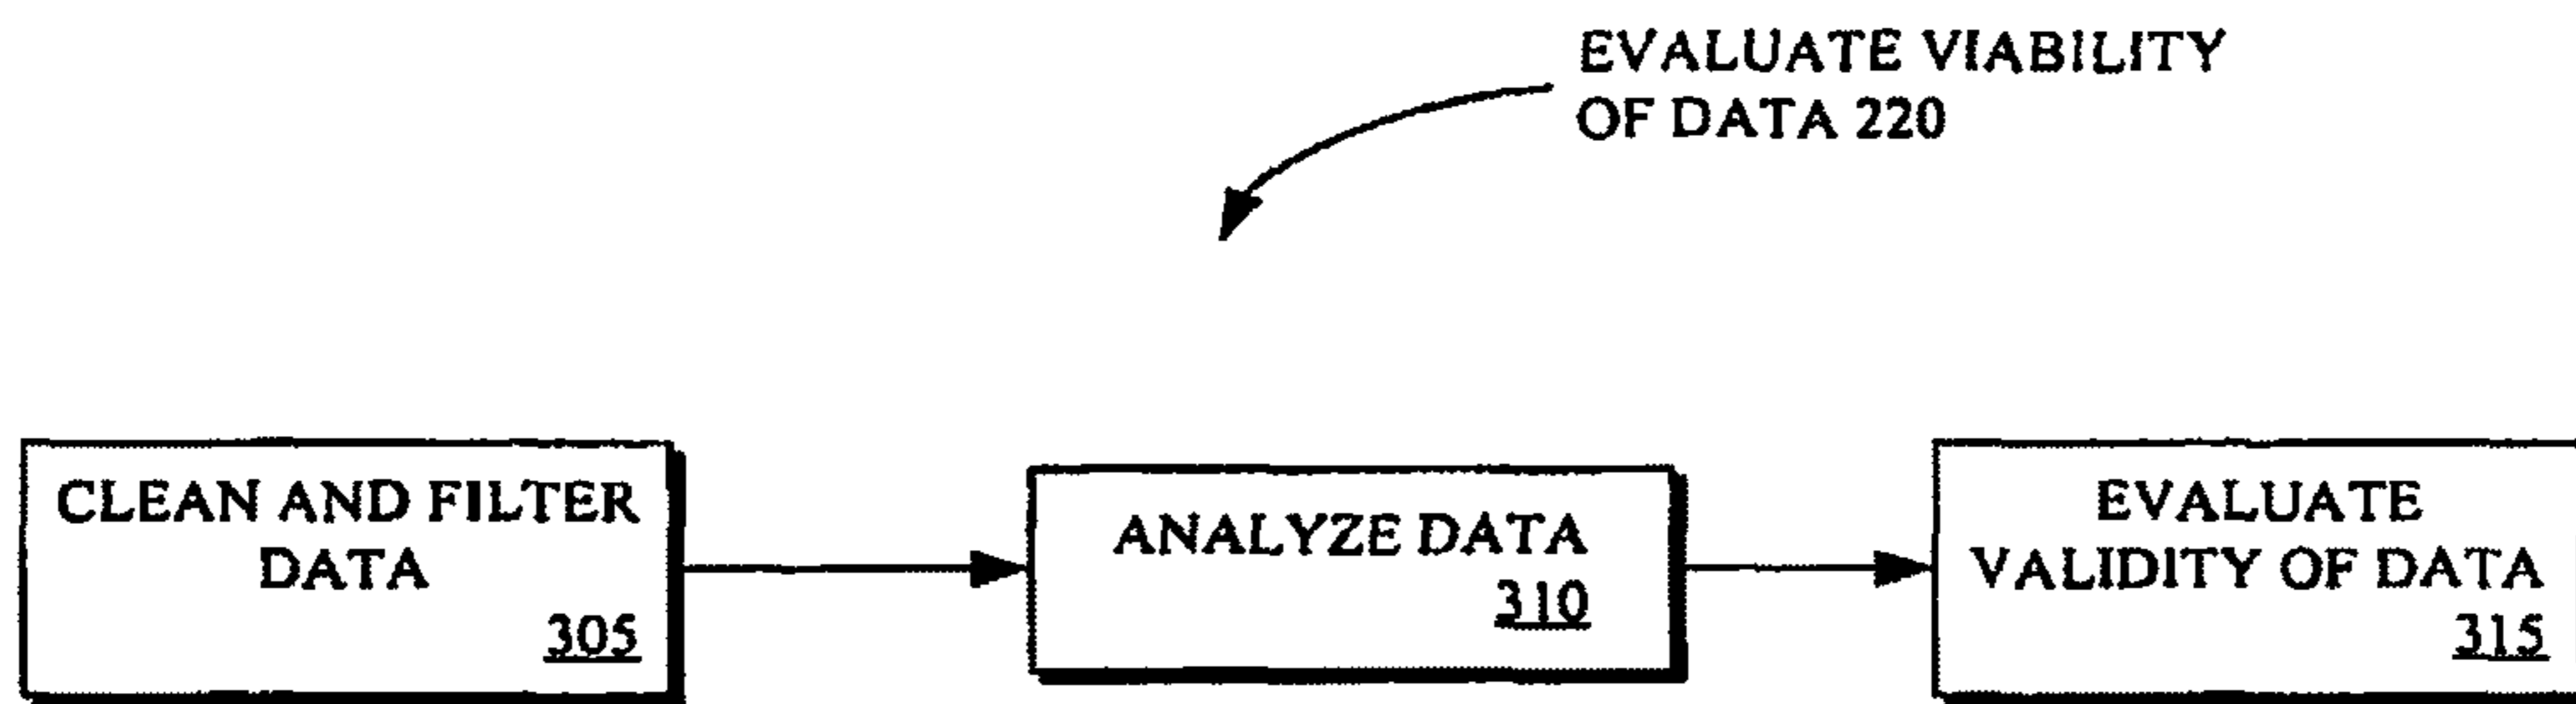 EVALUATE VIABILITY
OF DATA 220
CLEAN AND FILTER
DATA
305
ANALYZE DATA
310
EVALUATE
VALIDITY OF DATA
315